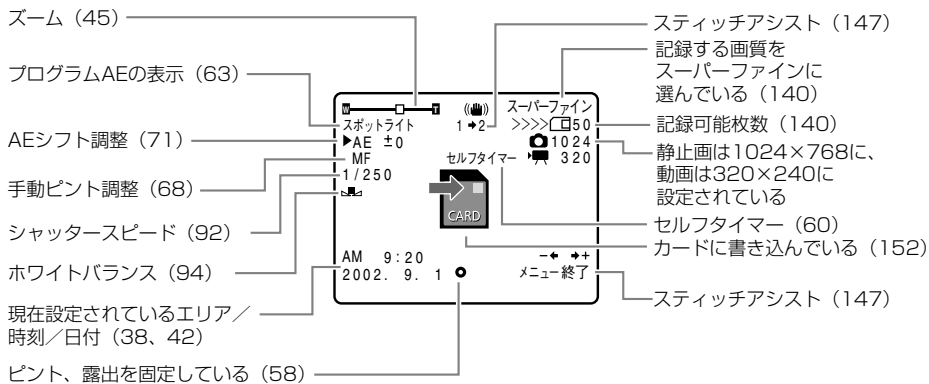 ズーム（45）
プログラムAEの表示（63）
AEシフト調整（71）
手動ピント調整（68）
シャッタースピード（92）
ホワイトバランス（94）
現在設定されているエリア／
時刻／日付（38、42）
ピント、露出を固定している（58）
W T
スポットライト
▶AE ±0
MF
1/250
AM 9:20
2002. 9. 1
1➜2
スーパーファイン
>>>> 50
1024
320
セルフタイマー
CARD
−← →+
メニュー終了
スティッチアシスト（147）
記録する画質を
スーパーファインに
選んでいる（140）
記録可能枚数（140）
静止画は1024×768に、
動画は320×240に
設定されている
セルフタイマー（60）
カードに書き込んでいる（152）
スティッチアシスト（147）